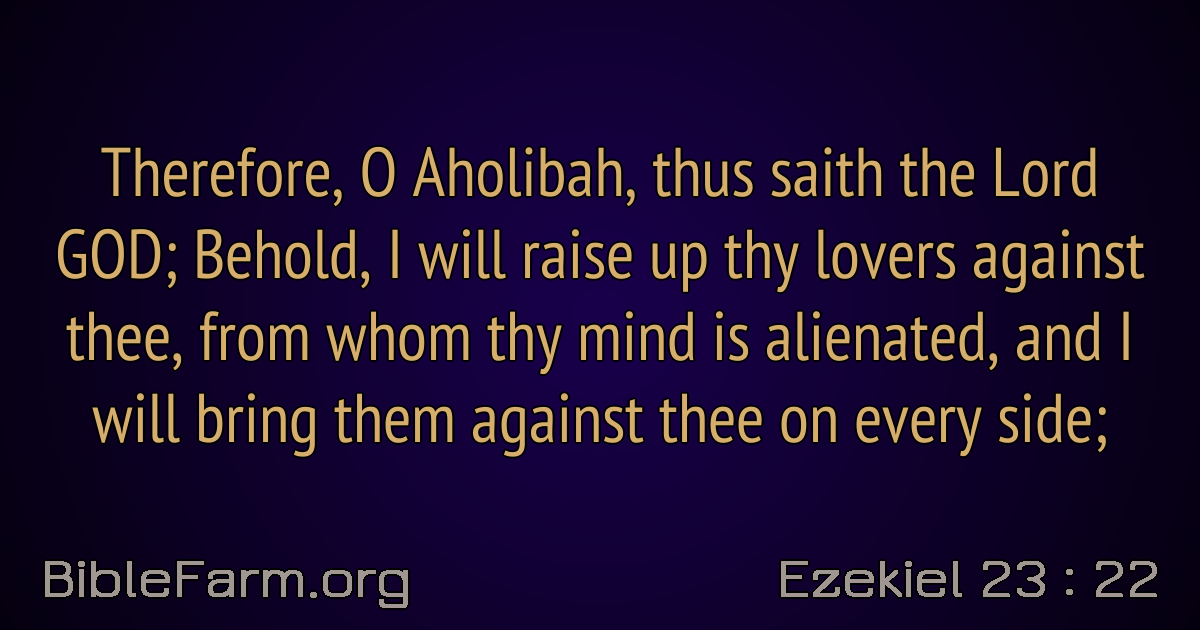 Therefore, O Aholibah, thus saith the Lord
GOD; Behold, I will raise up thy lovers against
thee, from whom thy mind is alienated, and I
will bring them against thee on every side;
BibleFarm.org
Ezekiel 23 : 22